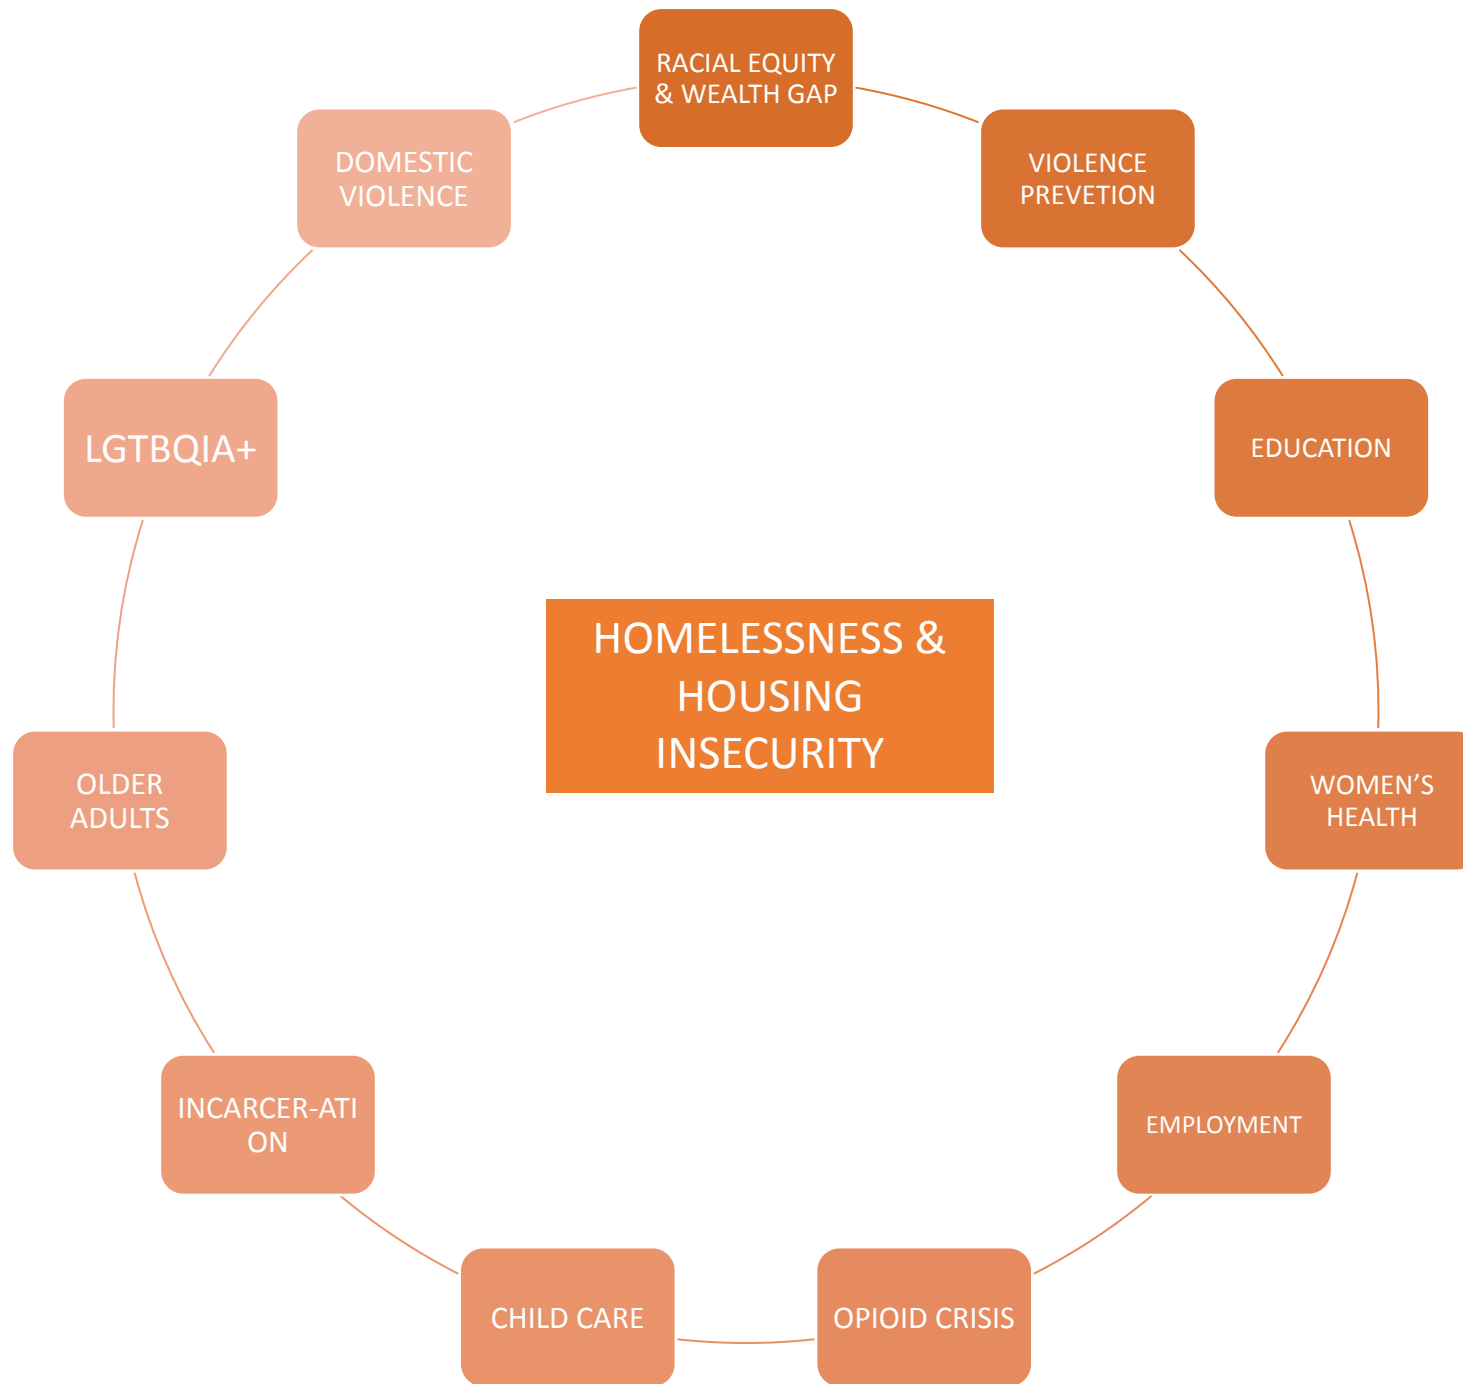 RACIAL EQUITY
& WEALTH GAP
VIOLENCE
PREVETION
EDUCATION
WOMEN’S
HEALTH
EMPLOYMENT
OPIOID CRISIS
CHILD CARE
INCARCER-ATI
ON
OLDER
ADULTS
LGTBQIA+
DOMESTIC
VIOLENCE
HOMELESSNESS &
HOUSING
INSECURITY